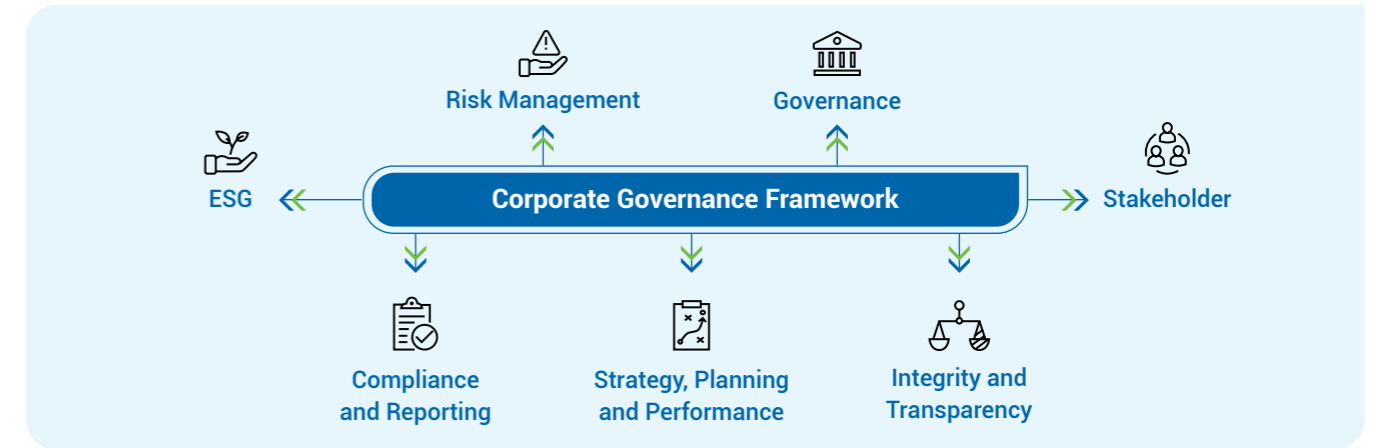 Risk Management
Governance
ESG
Corporate Governance Framework
Stakeholder
Compliance
and Reporting
Strategy, Planning
and Performance
Integrity and
Transparency